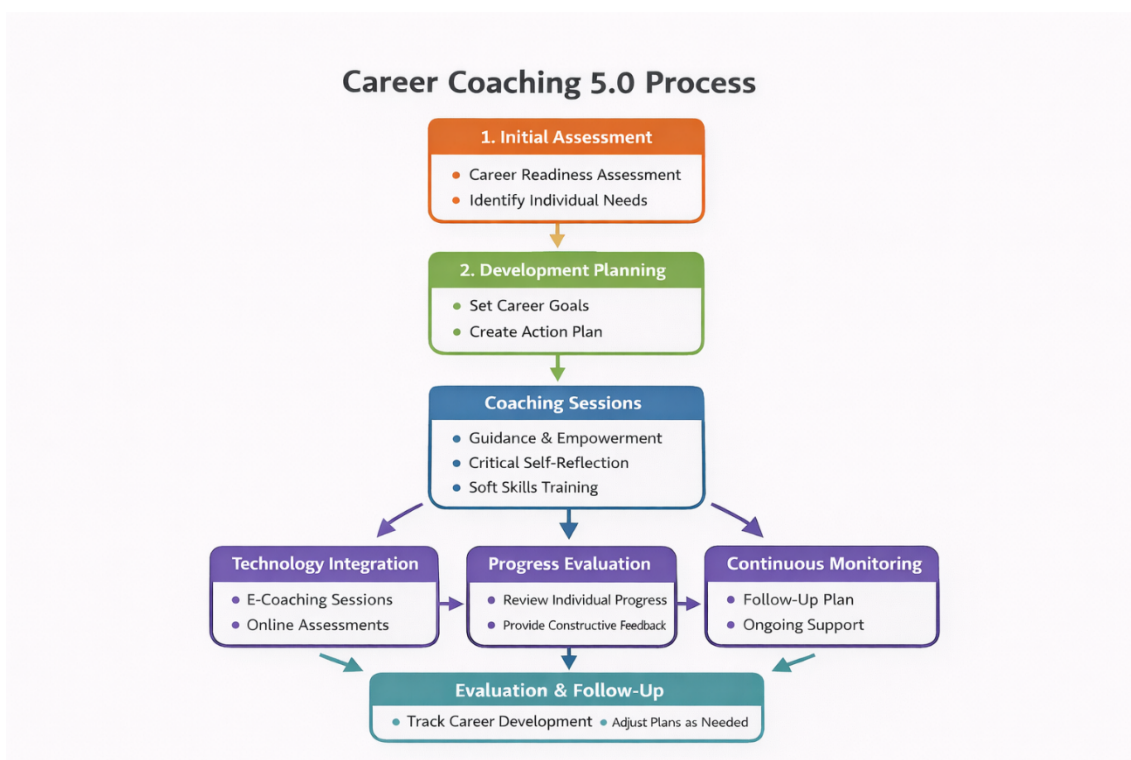 Career Coaching 5.0 Process
1. Initial Assessment
• Career Readiness Assessment
• Identify Individual Needs
2. Development Planning
• Set Career Goals
• Create Action Plan
Coaching Sessions
• Guidance & Empowerment
• Critical Self-Reflection
• Soft Skills Training
Technology Integration
• E-Coaching Sessions
• Online Assessments
Progress Evaluation
• Review Individual Progress
• Provide Constructive Feedback
Continuous Monitoring
• Follow-Up Plan
• Ongoing Support
Evaluation & Follow-Up
• Track Career Development • Adjust Plans as Needed